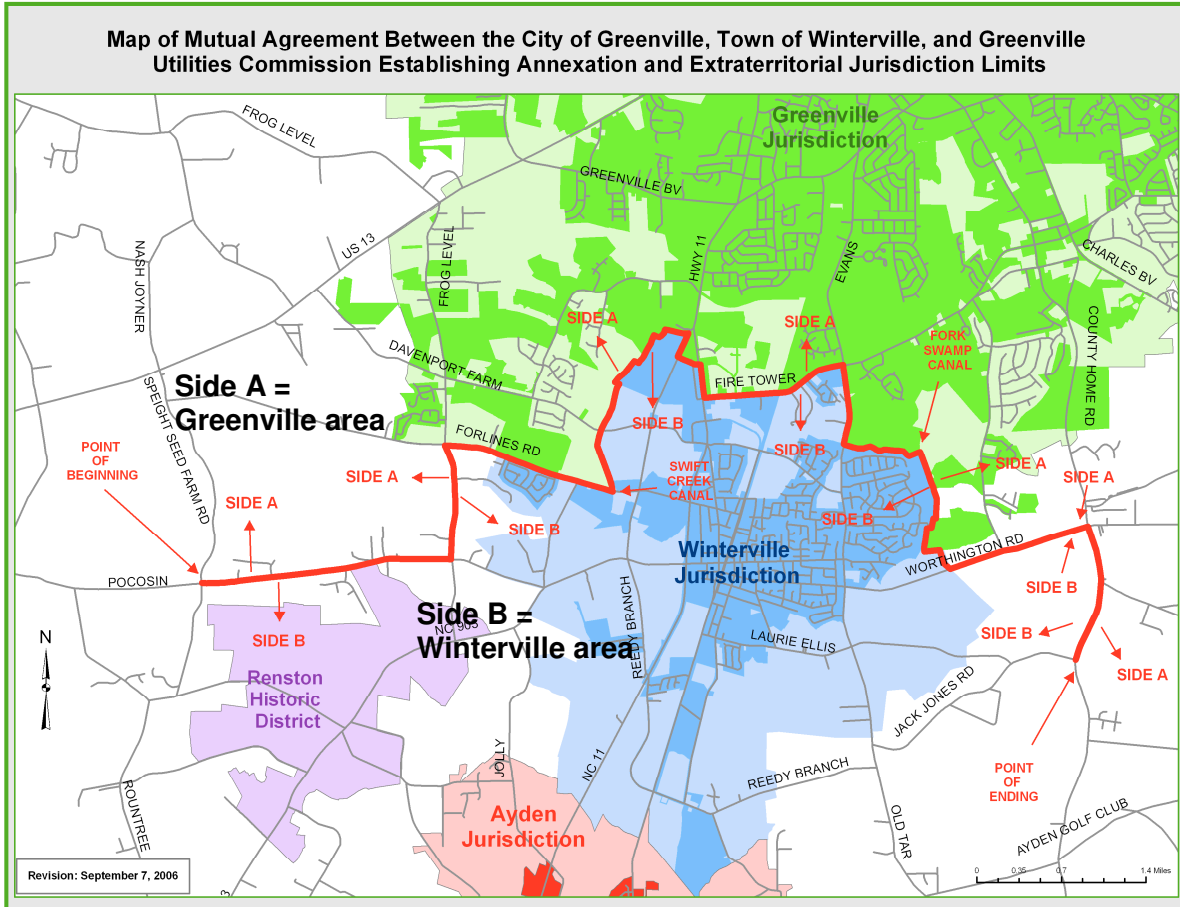 Map of Mutual Agreement Between the City of Greenville, Town of Winterville, and Greenville
Utilities Commission Establishing Annexation and Extraterritorial Jurisdiction Limits
FROG LEVEL
Greenville
Jurisdiction
GREENVILLE BV
US 13
NASH JOYNER
FROG LEVEL
HWY 11
EVANS
CHARLES BV
SIDE A
SIDE A
FORK
SWAMP
CANAL
COUNTY HOME RD
DAVENPORT FARM
FIRE TOWER
Side A =
Greenville area
SPEIGHT SEED FARM RD
SIDE B
SIDE B
FORLINES RD
POINT
OF
BEGINNING
SIDE A
SWIFT
CREEK
CANAL
SIDE A
SIDE A
SIDE A
SIDE B
SIDE B
Winterville
Jurisdiction
WORTHINGTON RD
POCOSIN
SIDE B
Side B =
Winterville area
NC 903
REEDY BRANCH
SIDE B
LAURIE ELLIS
SIDE B
SIDE A
N
Renston
Historic
District
JACK JONES RD
JOLLY
NC 11
REEDY BRANCH
POINT
OF
ENDING
ROUNTREE
Ayden
Jurisdiction
OLD TAR
AYDEN GOLF CLUB
Revision: September 7, 2006
3
0 0.35 0.7 1.4 Miles